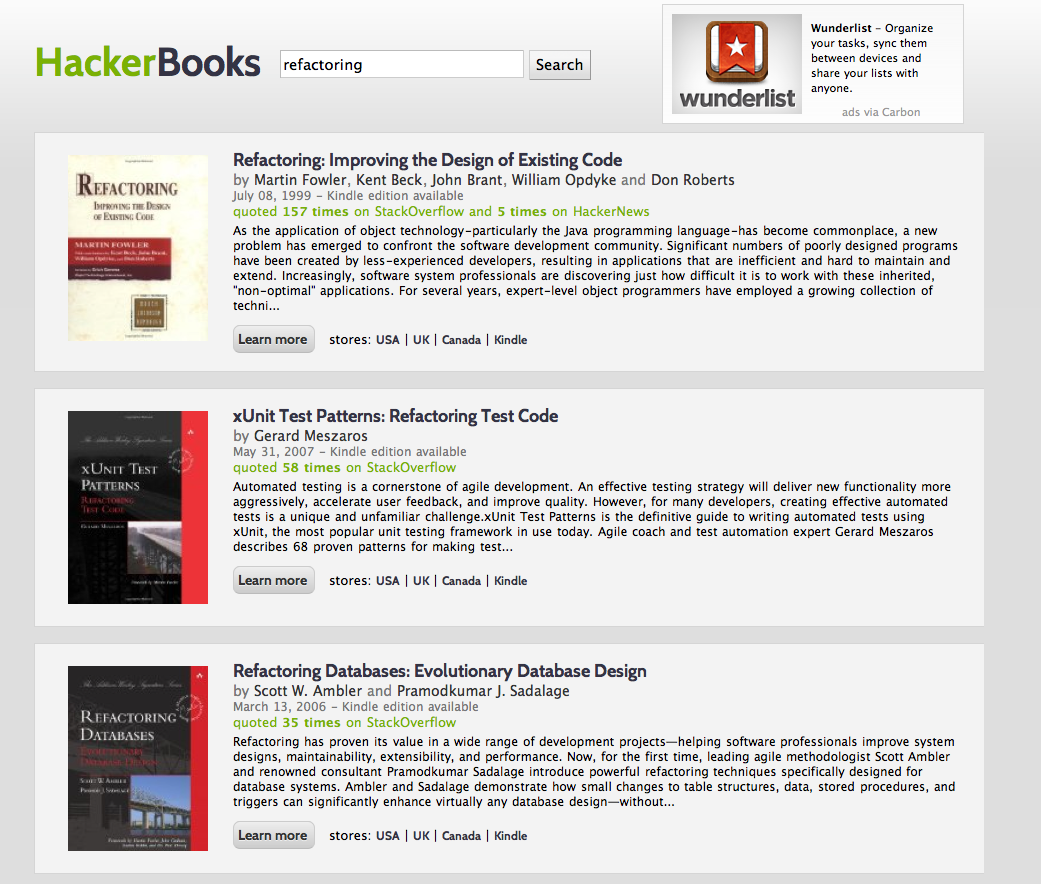 HackerBooks
refactoring
Search
wunderlist
Wunderlist – Organize
your tasks, sync them
between devices and
share your lists with
anyone.
ads via Carbon
REFACTORING
IMPROVING THE DESIGN
OF EXISTING CODE
MARTIN FOWLER
Refactoring: Improving the Design of Existing Code
by Martin Fowler, Kent Beck, John Brant, William Opdyke and Don Roberts
July 08, 1999 – Kindle edition available
quoted 157 times on StackOverflow and 5 times on HackerNews
As the application of object technology–particularly the Java programming language–has become commonplace, a new
problem has emerged to confront the software development community. Significant numbers of poorly designed programs
have been created by less-experienced developers, resulting in applications that are inefficient and hard to maintain and
extend. Increasingly, software system professionals are discovering just how difficult it is to work with these inherited,
"non-optimal" applications. For several years, expert-level object programmers have employed a growing collection of
techni...
Learn more stores: USA | UK | Canada | Kindle
XUNIT TEST
PATTERNS
REFACTORING
TEST CODE
GERARD MESZAROS
xUnit Test Patterns: Refactoring Test Code
by Gerard Meszaros
May 31, 2007 – Kindle edition available
quoted 58 times on StackOverflow
Automated testing is a cornerstone of agile development. An effective testing strategy will deliver new functionality more
aggressively, accelerate user feedback, and improve quality. However, for many developers, creating effective automated
tests is a unique and unfamiliar challenge.xUnit Test Patterns is the definitive guide to writing automated tests using
xUnit, the most popular unit testing framework in use today. Agile coach and test automation expert Gerard Meszaros
describes 68 proven patterns for making test...
Learn more stores: USA | UK | Canada | Kindle
REFACTORING
DATABASES
EVOLUTIONARY
DATABASE DESIGN
SCOTT W. AMBLER
PRAMOD J. SADALAGE
Refactoring Databases: Evolutionary Database Design
by Scott W. Ambler and Pramodkumar J. Sadalage
March 13, 2006 – Kindle edition available
quoted 35 times on StackOverflow
Refactoring has proven its value in a wide range of development projects—helping software professionals improve system
designs, maintainability, extensibility, and performance. Now, for the first time, leading agile methodologist Scott Ambler
and renowned consultant Pramodkumar Sadalage introduce powerful refactoring techniques specifically designed for
database systems. Ambler and Sadalage demonstrate how small changes to table structures, data, stored procedures, and
triggers can significantly enhance virtually any database design—without...
Learn more stores: USA | UK | Canada | Kindle